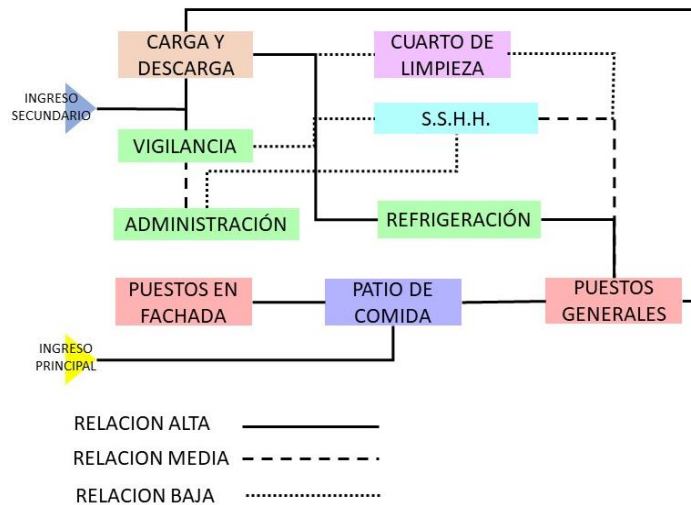 CARGA Y
DESCARGA
CUARTO DE
LIMPIEZA
INGRESO
SECUNDARIO
S.S.H.H.
VIGILANCIA
ADMINISTRACIÓN
REFRIGERACIÓN
PUESTOS EN
FACHADA
PATIO DE
COMIDA
PUESTOS
GENERALES
INGRESO
PRINCIPAL
RELACION ALTA
RELACION MEDIA
RELACION BAJA